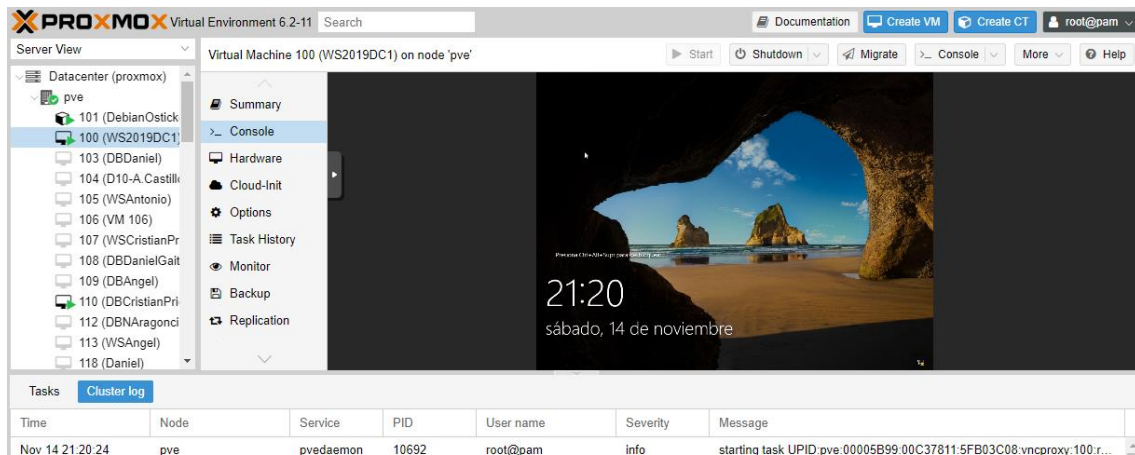 PROXMOX Virtual Environment 6.2-11 Search Documentation Create VM Create CT root@pam
Server View
Virtual Machine 100 (WS2019DC1) on node 'pve' Start Shutdown Migrate >_ Console More Help
Datacenter (proxmox)
pve
101 (DebianOstick
100 (WS2019DC1)
103 (DBDaniel)
104 (D10-A.Castill
105 (WSAntonio)
106 (VM 106)
107 (WSCristianPr
108 (DBDanielGait
109 (DBAngel)
110 (DBCristianPri
112 (DBNAragonci
113 (WSAngel)
118 (Daniel)
Summary
>_ Console
Hardware
Cloud-Init
Options
Task History
Monitor
Backup
Replication
Presiona Ctrl+Alt+Supr para
21:20
sábado, 14 de noviembre
Tasks Cluster log
Time Node Service PID User name Severity Message
Nov 14 21:20:24 pve pvedaemon 10692 root@pam info starting task UPID:pve:00005B99:00C37811:5FB03C08:vncproxy:100:r...